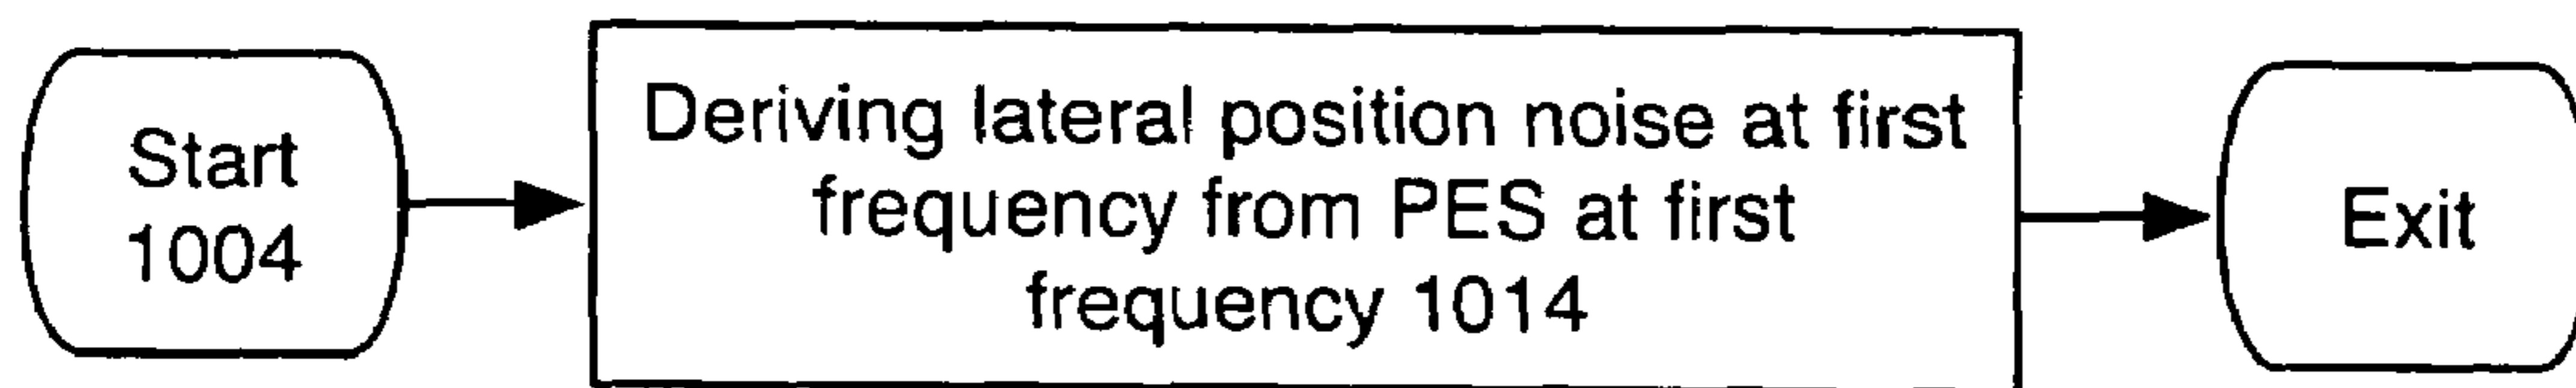 Start
1004
Deriving lateral position noise at first
frequency from PES at first
frequency 1014
Exit